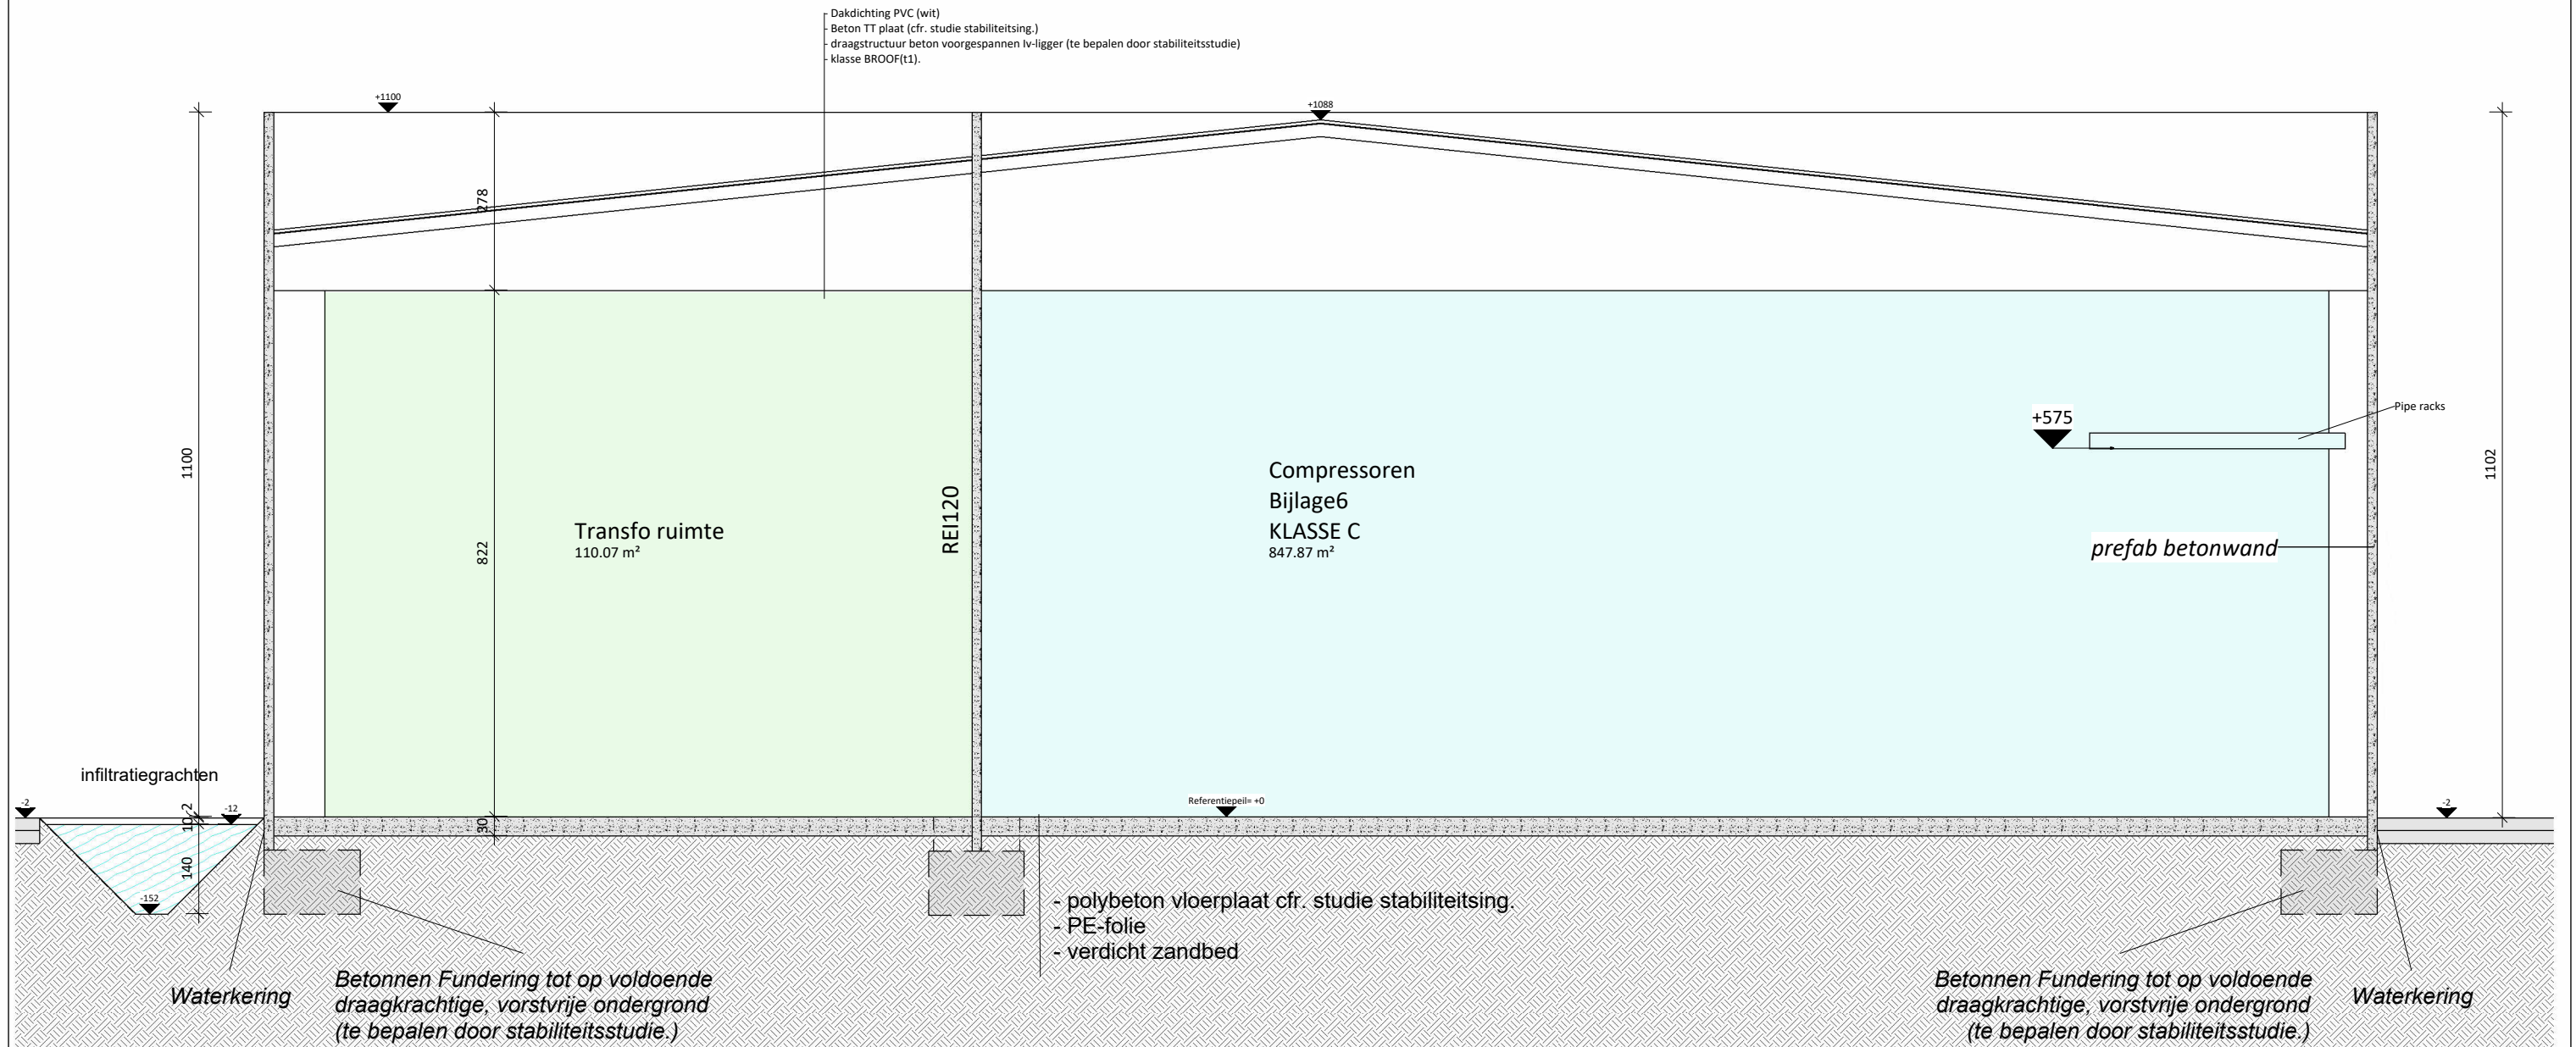 - Dakdichting PVC (wit)
- Beton TT plaat (cfr. studie stabiliteitsing.)
- draagstructuur beton voorgespannen Iv-ligger (te bepalen door stabiliteitsstudie)
- klasse BROOF(t1).
+1100
+1088
278
1100
822
REI120
Transfo ruimte
110.07 m²
Compressoren
Bijlage6
KLASSE C
847.87 m²
+575
Pipe racks
1102
prefab betonwand
infiltratiegrachten
-2
-12
2
10
30
140
-152
Referentiepeil= +0
-2
- polybeton vloerplaat cfr. studie stabiliteitsing.
- PE-folie
- verdicht zandbed
Waterkering
Betonnen Fundering tot op voldoende
draagkrachtige, vorstvrije ondergrond
(te bepalen door stabiliteitsstudie.)
Betonnen Fundering tot op voldoende
draagkrachtige, vorstvrije ondergrond
(te bepalen door stabiliteitsstudie.)
Waterkering